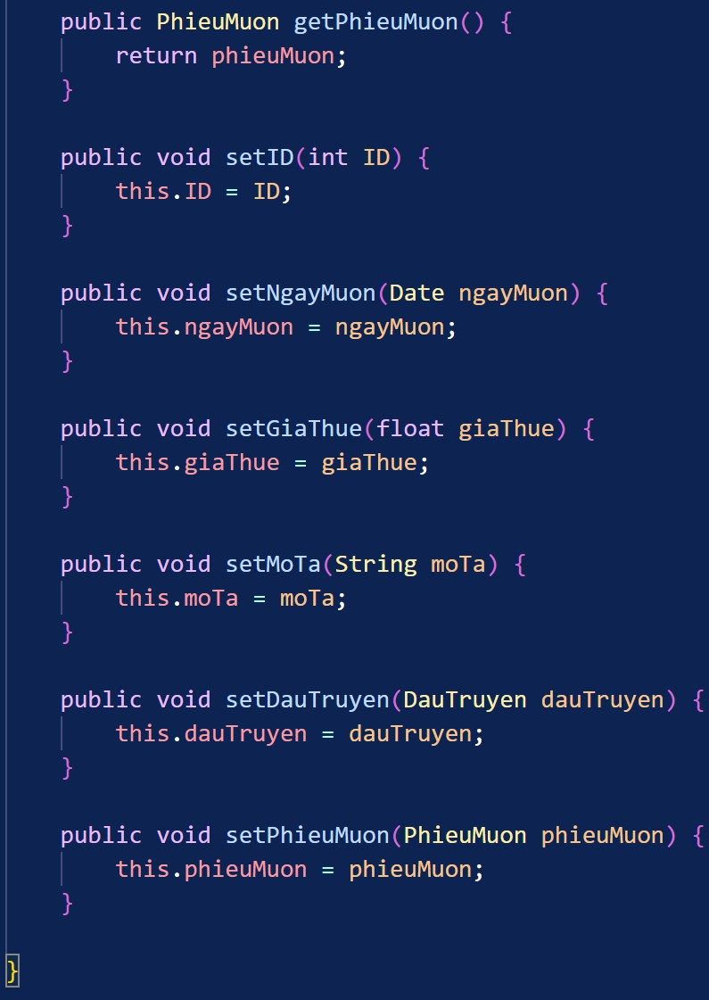 public PhieuMuon getPhieuMuon() {
return phieuMuon;
}
public void setID(int ID) {
this.ID = ID;
}
public void setNgayMuon(Date ngayMuon) {
this.ngayMuon = ngayMuon;
}
public void setGiaThue(float giaThue) {
this.giaThue = giaThue;
}
public void setMoTa(String moTa) {
this.moTa = moTa;
}
public void setDauTruyen(DauTruyen dauTruyen) {
this.dauTruyen = dauTruyen;
}
public void setPhieuMuon(PhieuMuon phieuMuon) {
this.phieuMuon = phieuMuon;
}
}